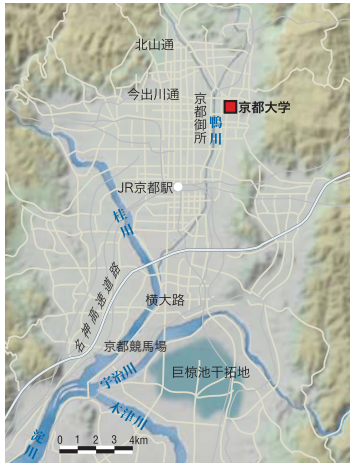 北山通
今出川通
京都御所
鴨川
京都大学
JR京都駅
桂川
名神高速道路
横大路
京都競馬場
宇治川
巨椋池干拓地
木津川
淀川
0 1 2 3 4km